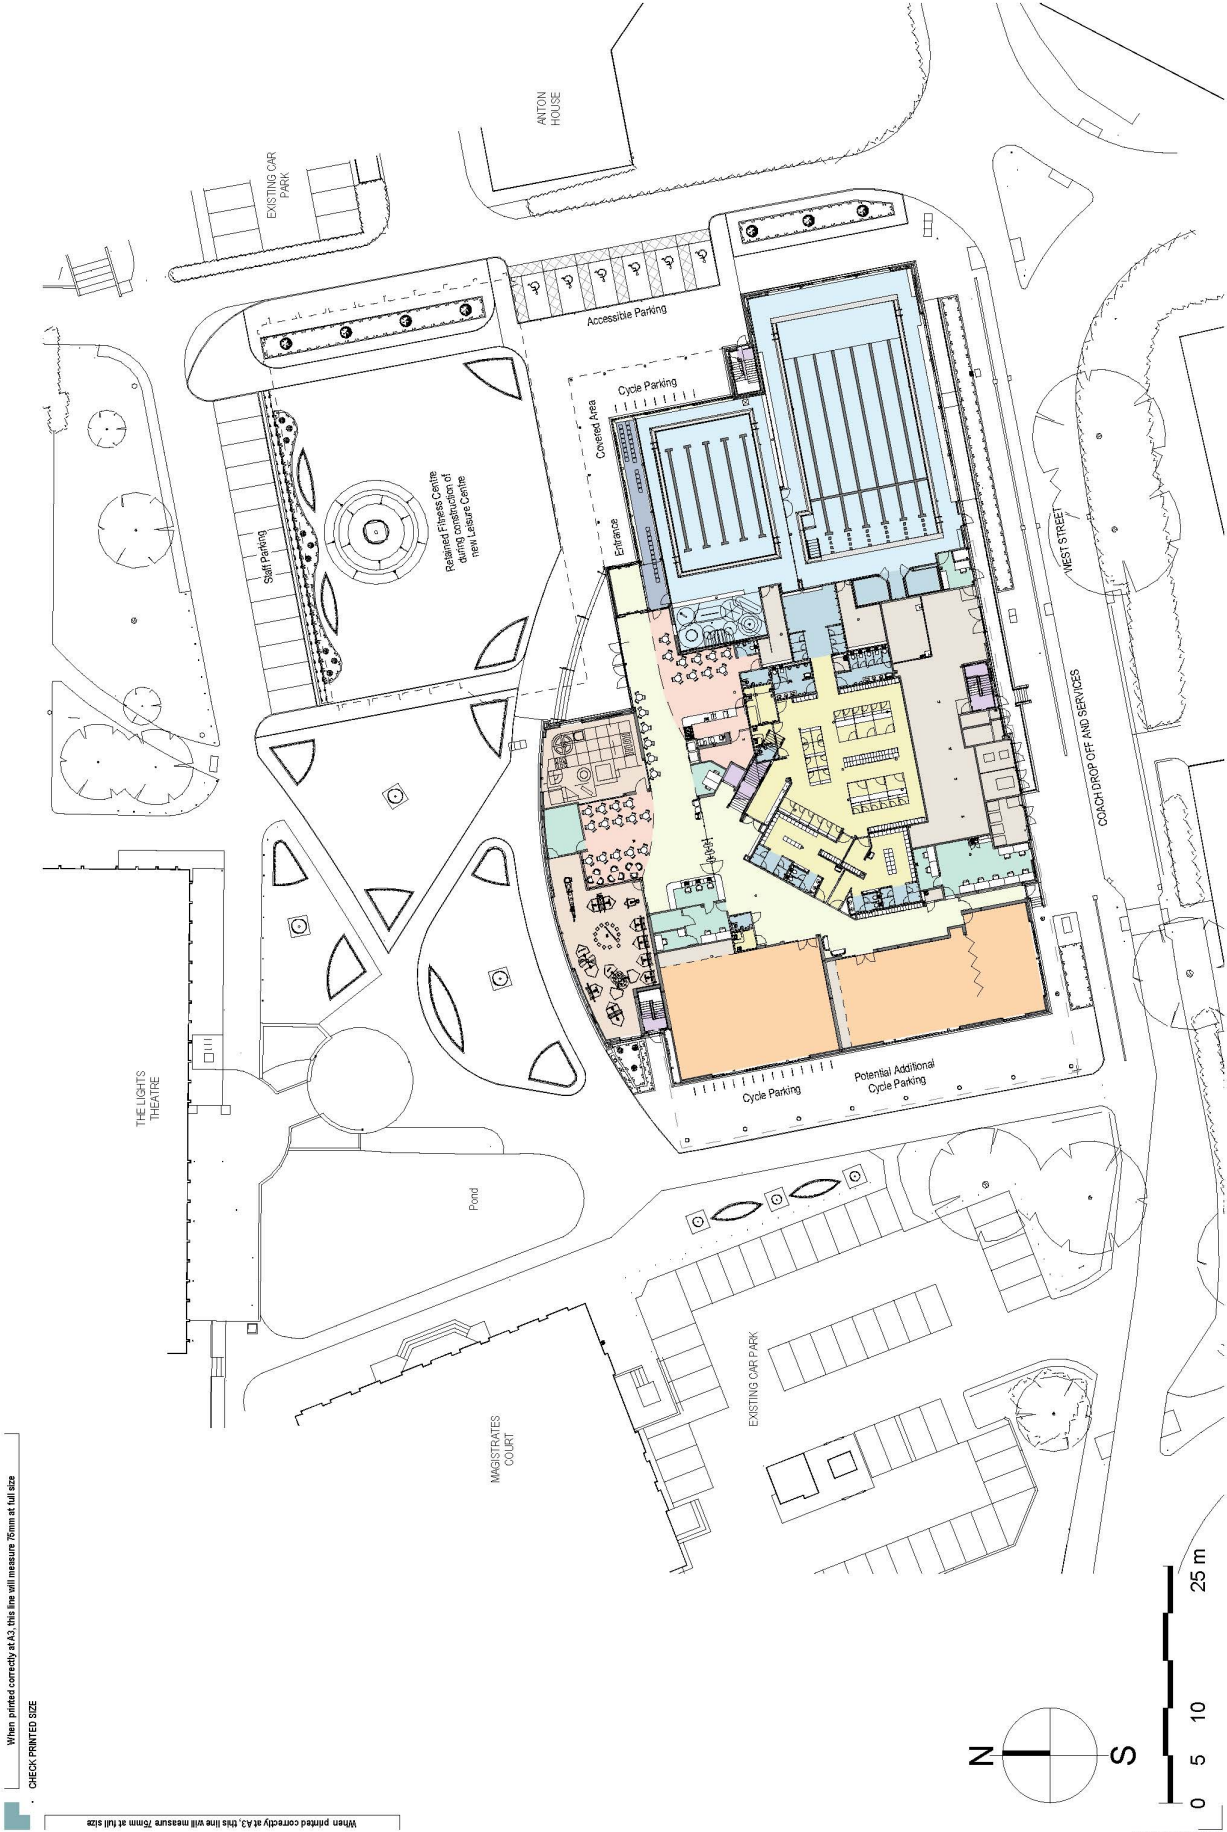 When printed correctly at A3, this line will measure 75mm at full size
CHECK PRINTED SIZE
When printed correctly at A3, this line will measure 75mm at full size
THE LIGHTS
THEATRE
EXISTING CAR
PARK
ANTON
HOUSE
Staff Parking
Retained Fitness Centre
during construction of
new Leisure Centre
Accessible Parking
Cycle Parking
Covered Area
Entrance
Pond
MAGISTRATES
COURT
EXISTING CAR PARK
Cycle Parking
Potential Additional
Cycle Parking
WEST STREET
COACH DROP OFF AND SERVICES
N
S
0 5 10 25 m